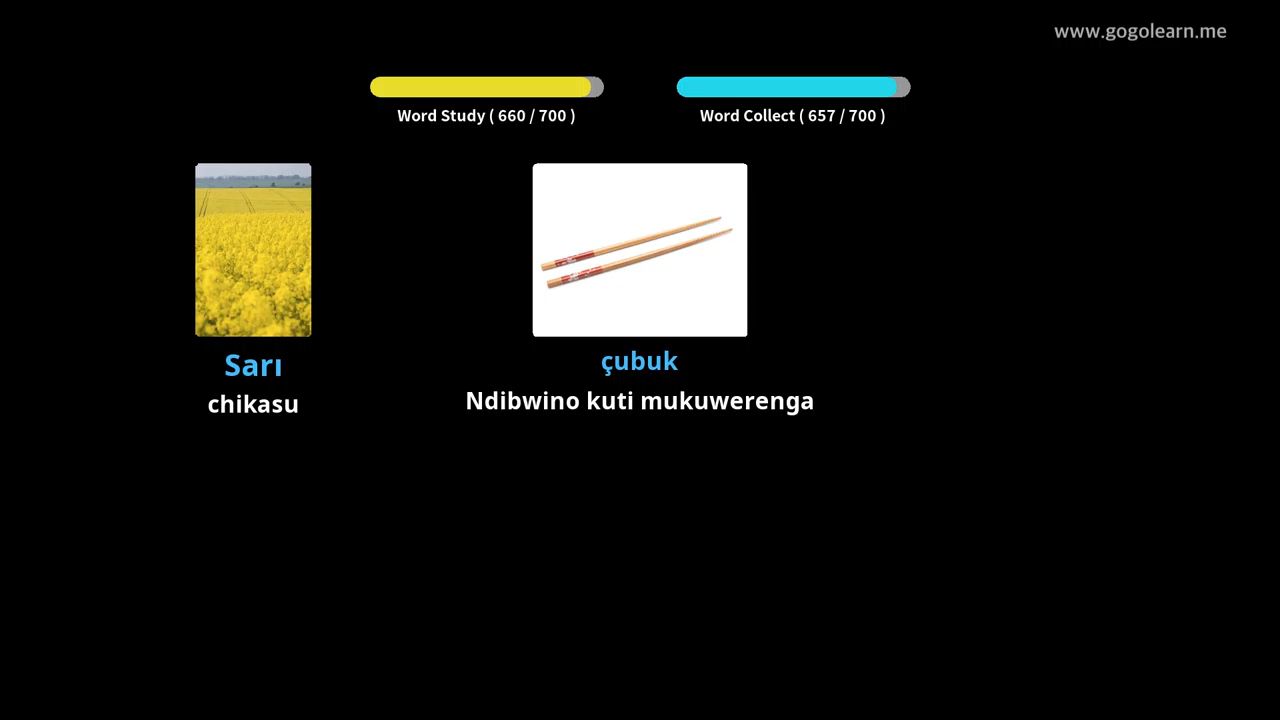 www.gogolearn.me
Word Study ( 660 / 700 )
Word Collect ( 657 / 700 )
Sarı
chikasu
çubuk
Ndibwino kuti mukuwerenga